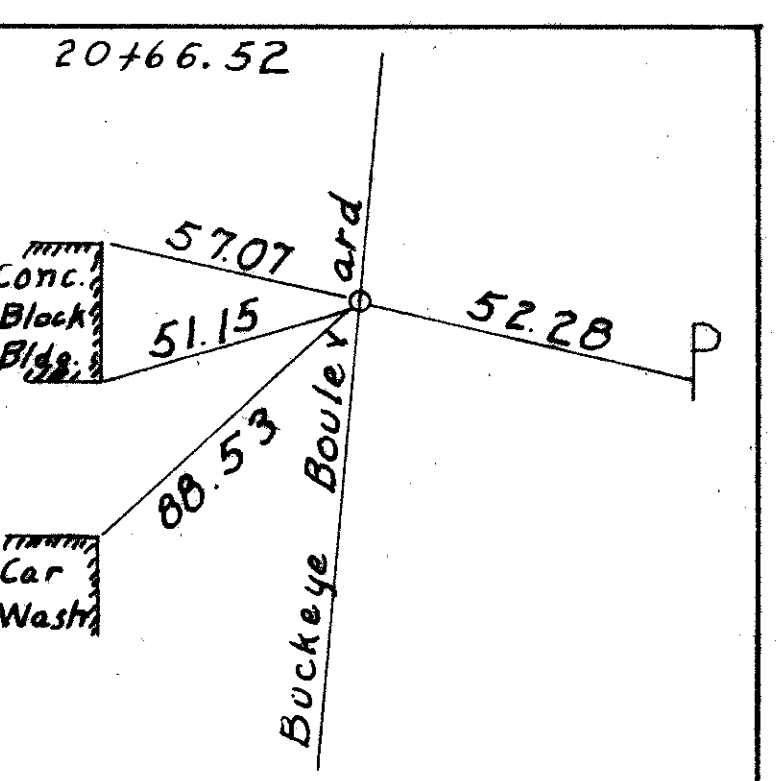 20+66.52
57.07
Conc.
Block
Bldg.
51.15
52.28
P
88.53
Car
Wash
Buckeye Boulevard